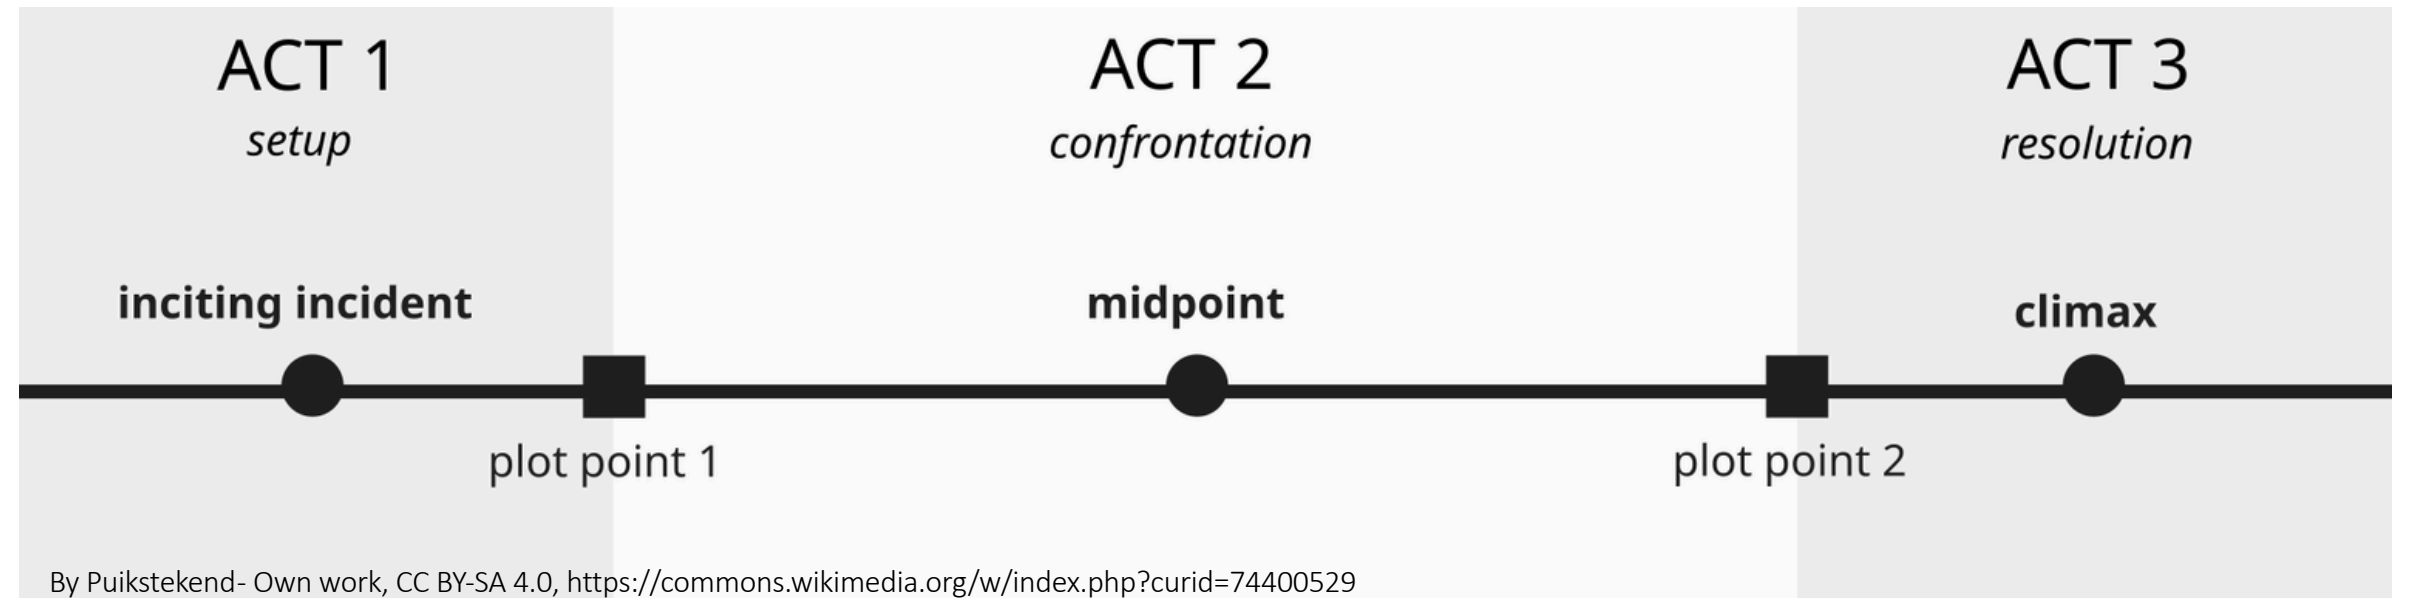 ACT 1
setup
ACT 2
confrontation
ACT 3
resolution
inciting incident
midpoint
climax
plot point 1
plot point 2
By Puikstekend- Own work, CC BY-SA 4.0, https://commons.wikimedia.org/w/index.php?curid=74400529